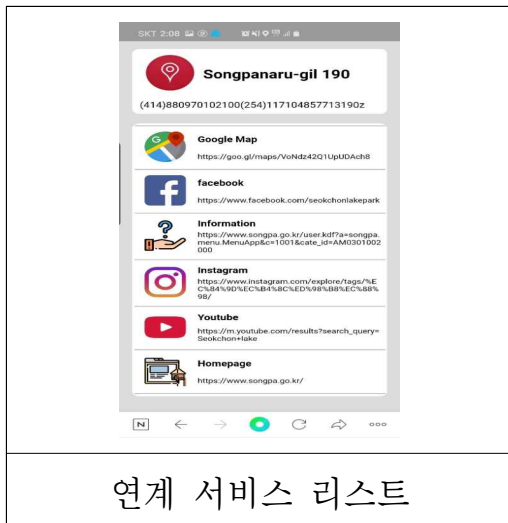 SKT 2:08
Songpanaru-gil 190
(414)880970102100(254)117104857713190z
Google Map
https://goo.gl/maps/VoNdz42Q1UpUDAch8
facebook
https://www.facebook.com/seokchonlakepark
Information
https://www.songpa.go.kr/user.kdf?a=songpa.
menu.MenuApp&c=1001&cate_id=AM0301002
000
Instagram
https://www.instagram.com/explore/tags/%E
C%84%9D%EC%B4%8C%ED%98%B8%EC%88%
98/
Youtube
https://m.youtube.com/results?search_query=
Seokchon+lake
Homepage
https://www.songpa.go.kr/
N
연계 서비스 리스트